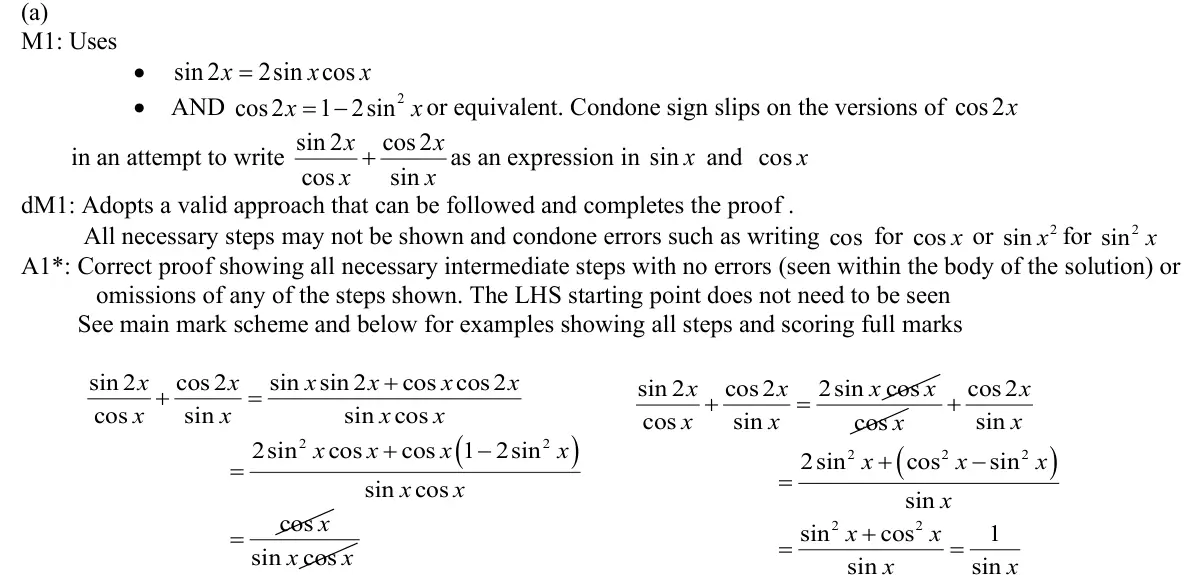 (a)
M1: Uses
• sin 2x = 2 sin x cos x
• AND cos 2x = 1 − 2 sin² x or equivalent. Condone sign slips on the versions of cos 2x
in an attempt to write sin 2x / cos x + cos 2x / sin x as an expression in sin x and cos x
dM1: Adopts a valid approach that can be followed and completes the proof .
All necessary steps may not be shown and condone errors such as writing cos for cos x or sin x² for sin² x
A1*: Correct proof showing all necessary intermediate steps with no errors (seen within the body of the solution) or
omissions of any of the steps shown. The LHS starting point does not need to be seen
See main mark scheme and below for examples showing all steps and scoring full marks
sin 2x / cos x + cos 2x / sin x = (sin x sin 2x + cos x cos 2x) / (sin x cos x)
= (2 sin² x cos x + cos x (1 − 2 sin² x)) / (sin x cos x)
= cos x / (sin x cos x)
sin 2x / cos x + cos 2x / sin x = 2 sin x cos x / cos x + cos 2x / sin x
= (2 sin² x + (cos² x − sin² x)) / sin x
= (sin² x + cos² x) / sin x = 1 / sin x